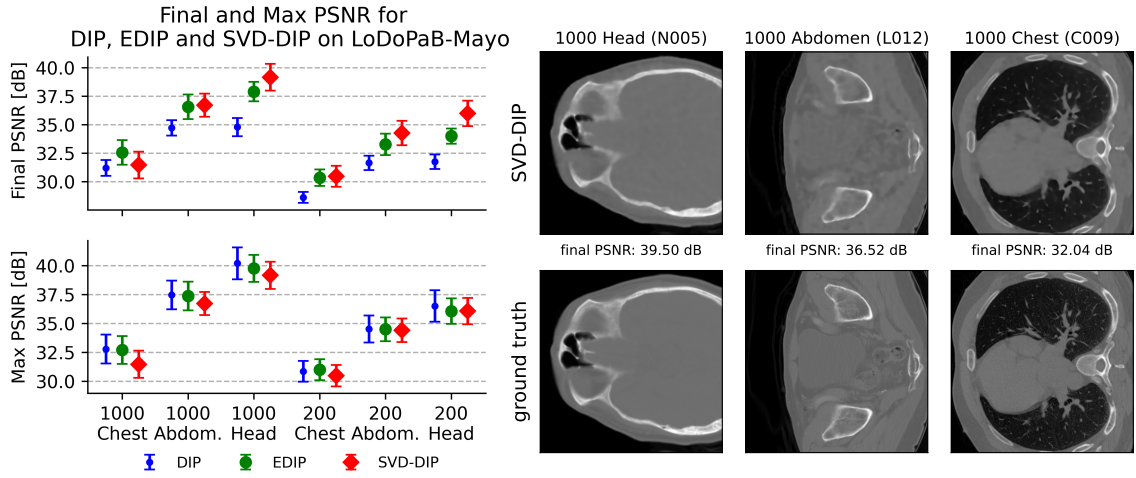 Final and Max PSNR for
DIP, EDIP and SVD-DIP on LoDoPaB-Mayo
Final PSNR [dB]
40.0
37.5
35.0
32.5
30.0
Max PSNR [dB]
40.0
37.5
35.0
32.5
30.0
1000 1000 1000 200 200 200
Chest Abdom. Head Chest Abdom. Head
DIP EDIP SVD-DIP
1000 Head (N005) 1000 Abdomen (L012) 1000 Chest (C009)
SVD-DIP
final PSNR: 39.50 dB final PSNR: 36.52 dB final PSNR: 32.04 dB
ground truth